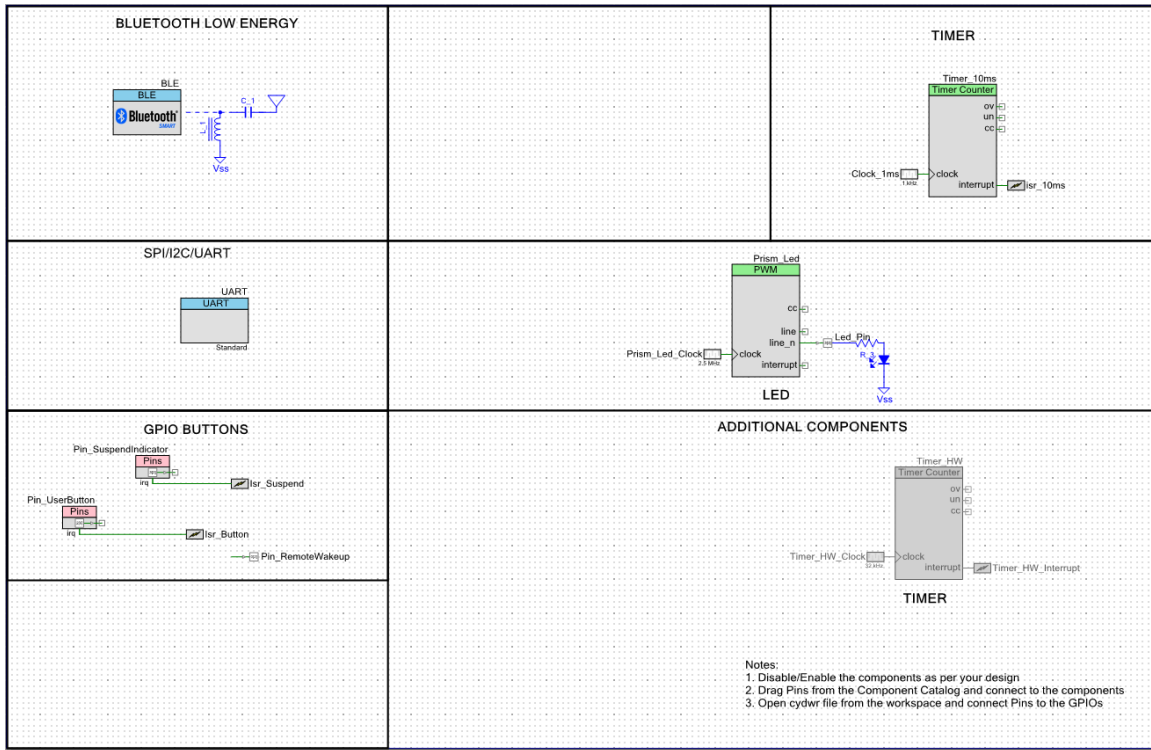 BLUETOOTH LOW ENERGY
BLE
BLE
Bluetooth
SMART
C_1
L_1
Vss
TIMER
Timer_10ms
Timer Counter
ov
un
cc
Clock_1ms
1 kHz
clock
interrupt
isr_10ms
SPI/I2C/UART
UART
UART
Standard
Prism_Led
PWM
cc
line
line_n
Led_Pin
Prism_Led_Clock
2.5 MHz
clock
interrupt
Vss
LED
GPIO BUTTONS
Pin_SuspendIndicator
Pins
irq
Isr_Suspend
Pin_UserButton
Pins
irq
Isr_Button
Pin_RemoteWakeup
ADDITIONAL COMPONENTS
Timer_HW
Timer Counter
ov
un
cc
Timer_HW_Clock
32 kHz
clock
interrupt
Timer_HW_Interrupt
TIMER
Notes:
1. Disable/Enable the components as per your design
2. Drag Pins from the Component Catalog and connect to the components
3. Open cydwr file from the workspace and connect Pins to the GPIOs